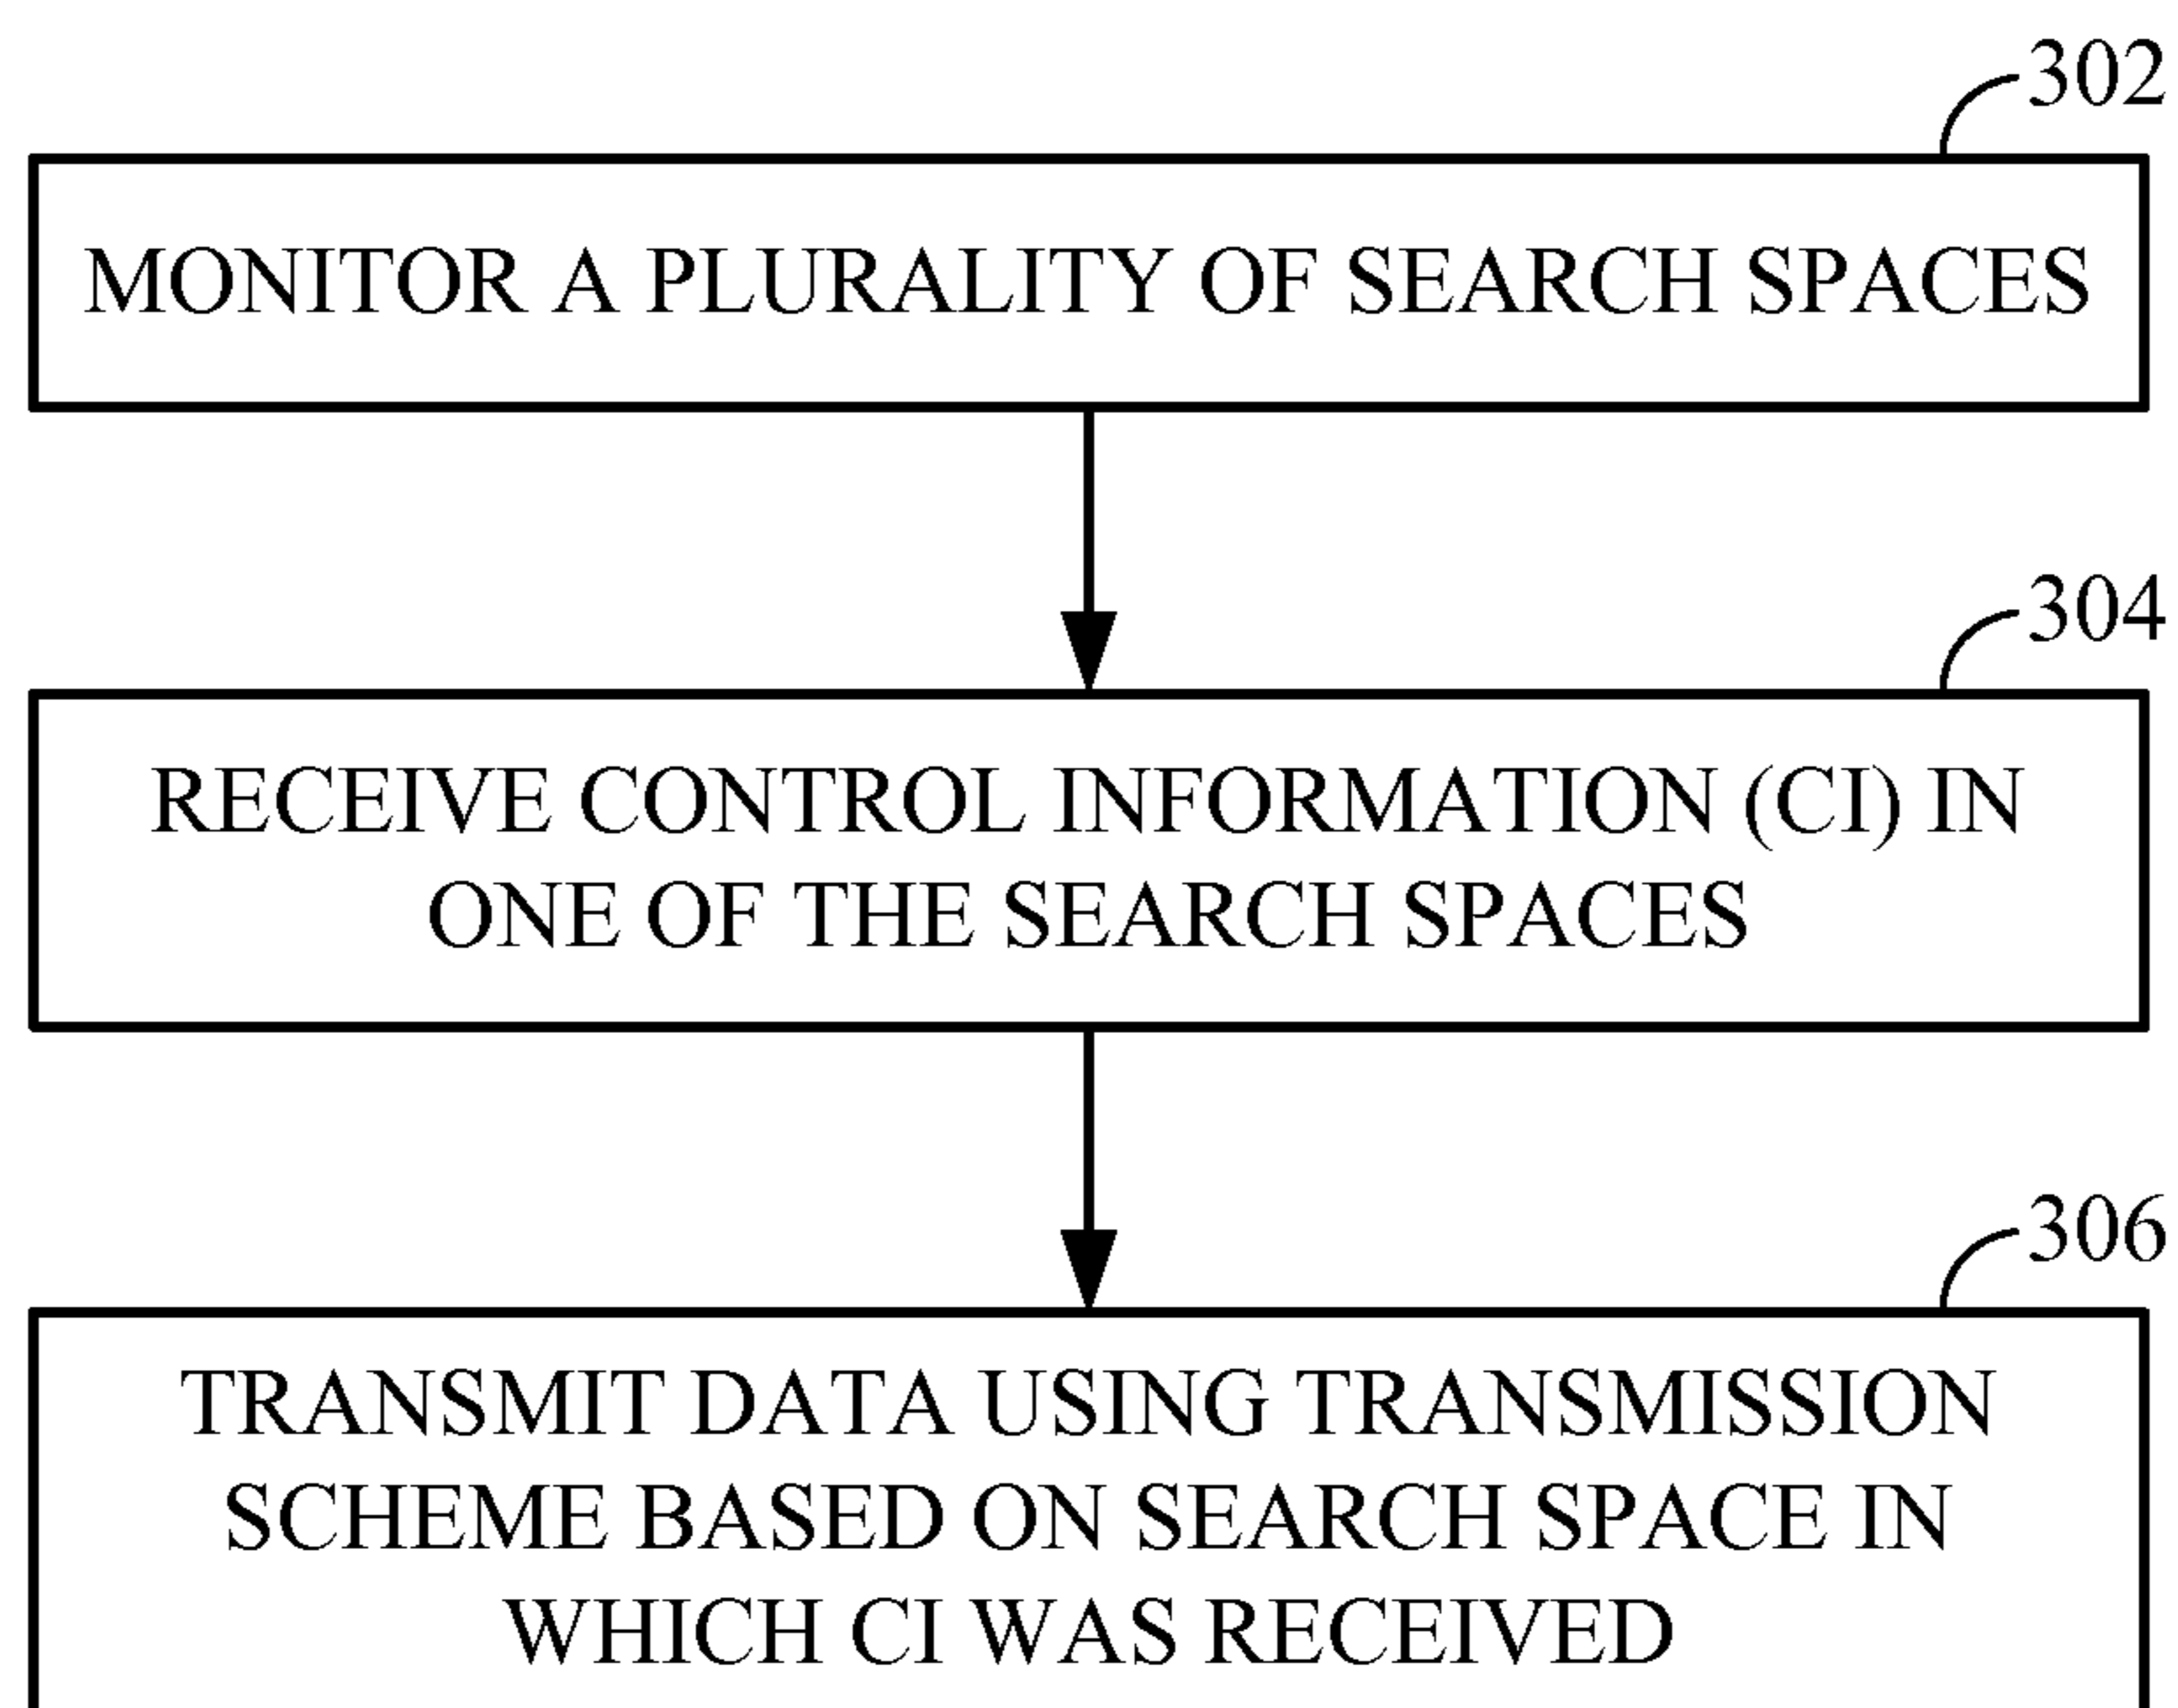 302
MONITOR A PLURALITY OF SEARCH SPACES
304
RECEIVE CONTROL INFORMATION (CI) IN
ONE OF THE SEARCH SPACES
306
TRANSMIT DATA USING TRANSMISSION
SCHEME BASED ON SEARCH SPACE IN
WHICH CI WAS RECEIVED